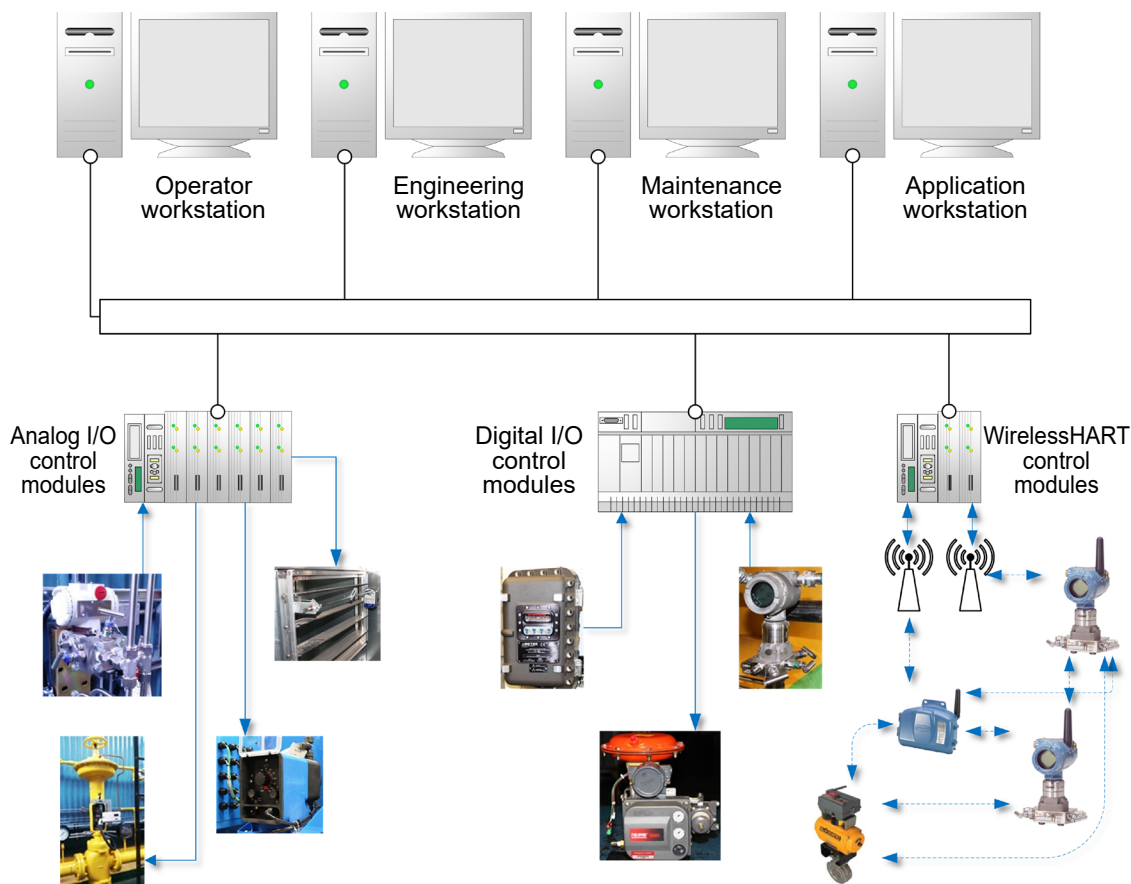 Operator
workstation
Engineering
workstation
Maintenance
workstation
Application
workstation
Analog I/O
control
modules
Digital I/O
control
modules
WirelessHART
control
modules